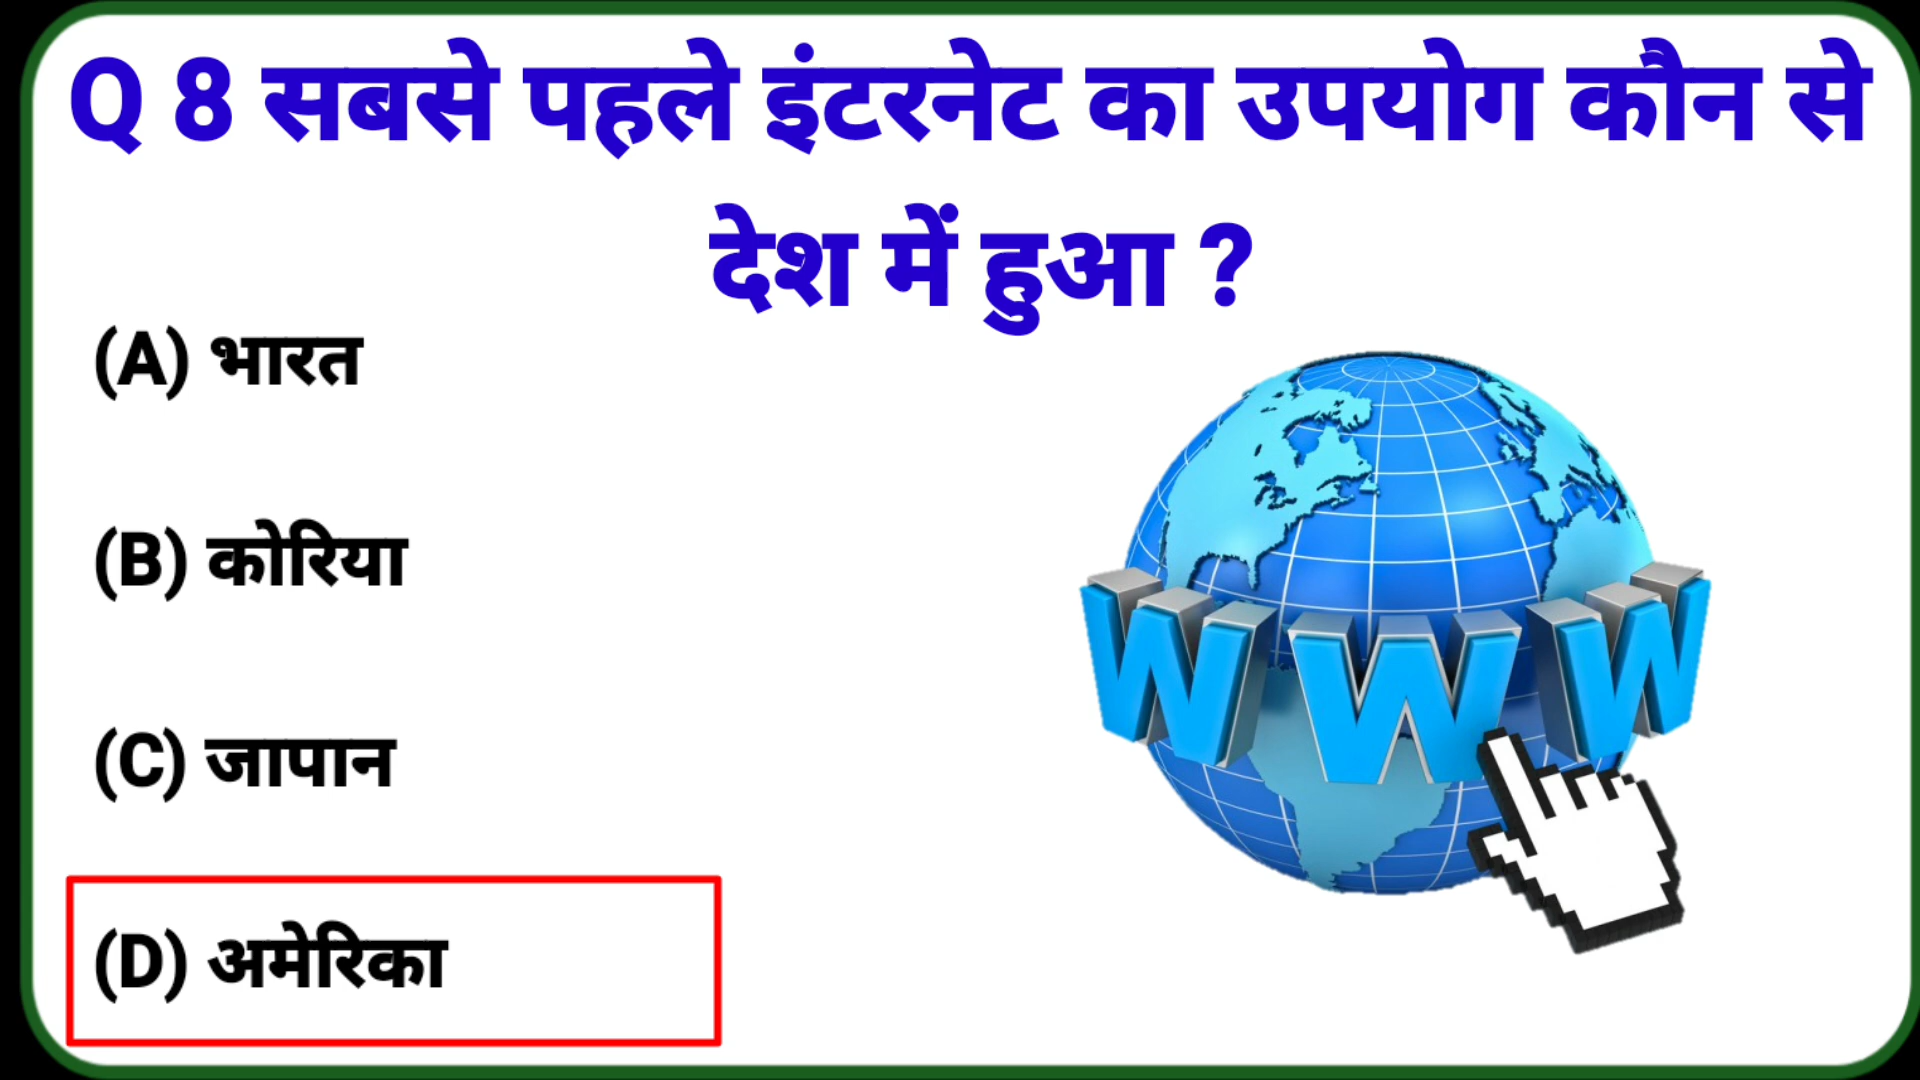 Q 8 सबसे पहले इंटरनेट का उपयोग कौन से
देश में हुआ ?
(A) भारत
(B) कोरिया
(C) जापान
(D) अमेरिका
WWW